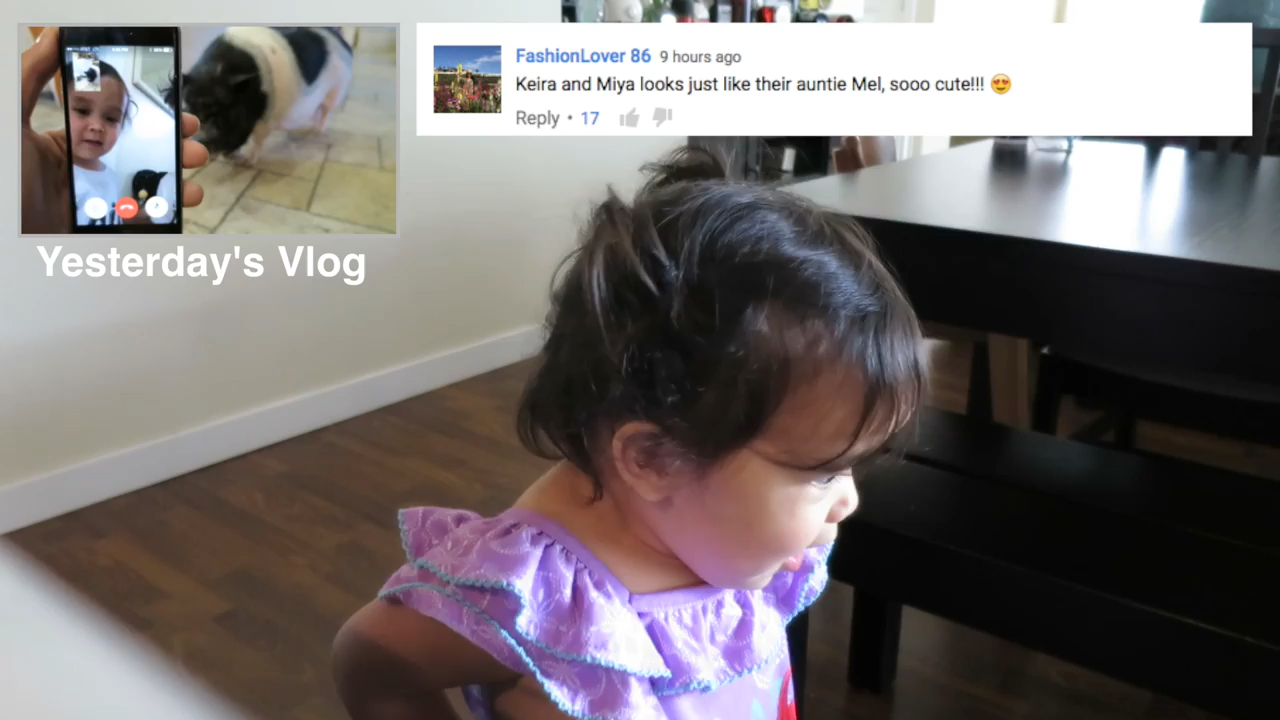 FashionLover 86 9 hours ago
Keira and Miya looks just like their auntie Mel, sooo cute!!! 😍
Reply • 17
Yesterday's Vlog